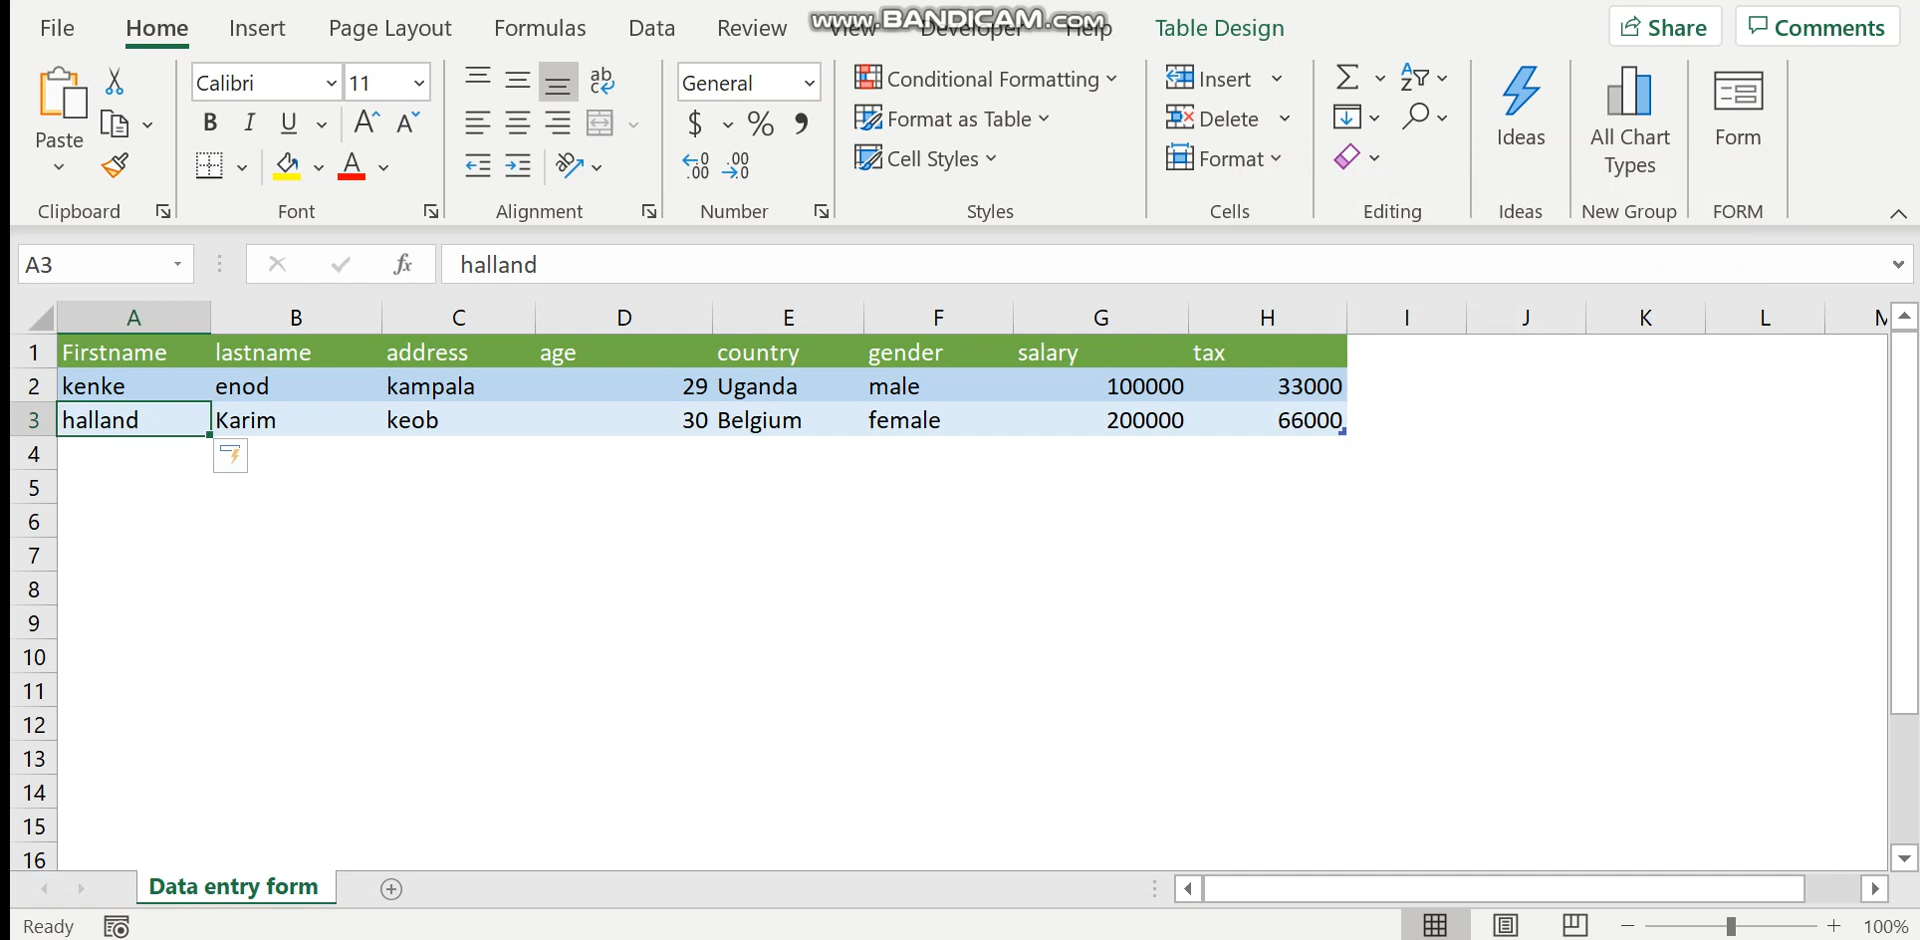 File Home Insert Page Layout Formulas Data Review View Developer Help Table Design Share Comments
www.BANDICAM.com
Calibri 11 General Conditional Formatting Insert
Paste Format as Table Delete Ideas All Chart Types Form
B I U A A $ % Cell Styles Format
Clipboard Font Alignment Number Styles Cells Editing Ideas New Group FORM
A3 fx halland
A B C D E F G H I J K L M
1 Firstname lastname address age country gender salary tax
2 kenke enod kampala 29 Uganda male 100000 33000
3 halland Karim keob 30 Belgium female 200000 66000
4
5
6
7
8
9
10
11
12
13
14
15
16
Data entry form
Ready 100%